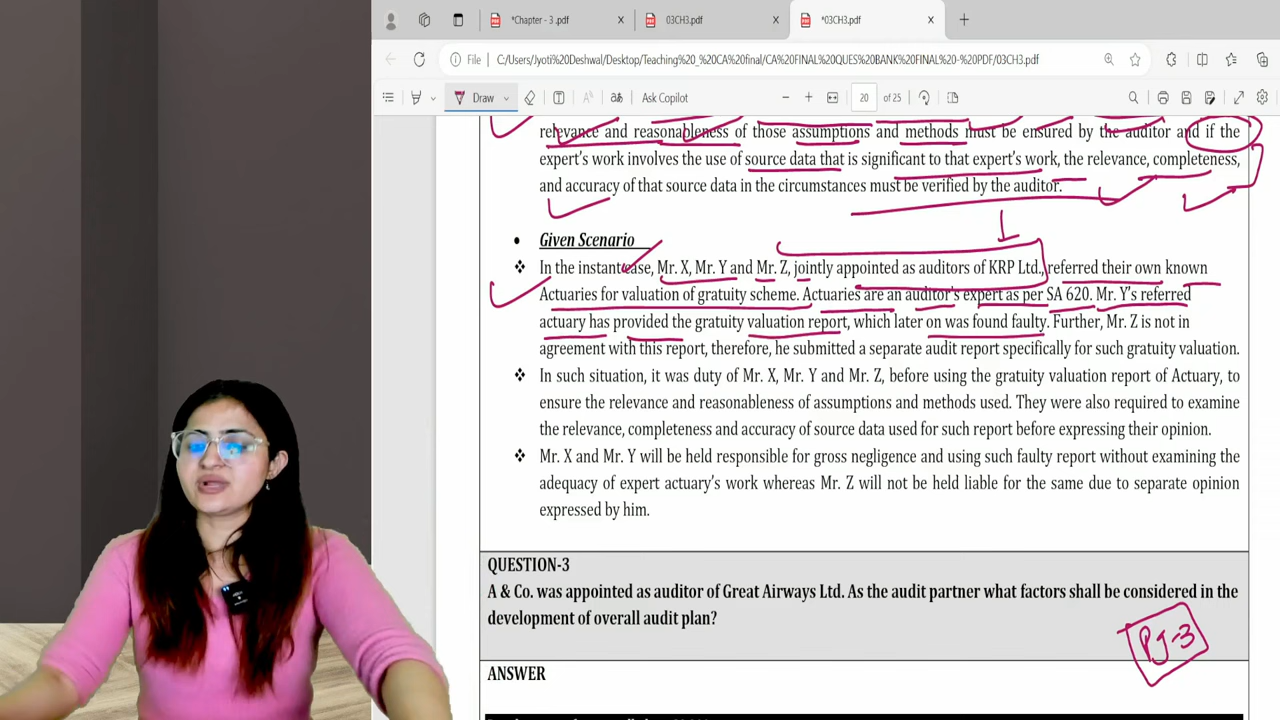 *Chapter - 3 .pdf
03CH3.pdf
*03CH3.pdf
File
C:/Users/Jyoti%20Deshwal/Desktop/Teaching%20_%20CA%20final/CA%20FINAL%20QUES%20BANK%20FINAL%20-%20PDF/03CH3.pdf
Draw
Ask Copilot
20 of 25
relevance and reasonableness of those assumptions and methods must be ensured by the auditor and if the
expert's work involves the use of source data that is significant to that expert's work, the relevance, completeness,
and accuracy of that source data in the circumstances must be verified by the auditor.
• Given Scenario
❖ In the instant case, Mr. X, Mr. Y and Mr. Z, jointly appointed as auditors of KRP Ltd., referred their own known
Actuaries for valuation of gratuity scheme. Actuaries are an auditor's expert as per SA 620. Mr. Y's referred
actuary has provided the gratuity valuation report, which later on was found faulty. Further, Mr. Z is not in
agreement with this report, therefore, he submitted a separate audit report specifically for such gratuity valuation.
❖ In such situation, it was duty of Mr. X, Mr. Y and Mr. Z, before using the gratuity valuation report of Actuary, to
ensure the relevance and reasonableness of assumptions and methods used. They were also required to examine
the relevance, completeness and accuracy of source data used for such report before expressing their opinion.
❖ Mr. X and Mr. Y will be held responsible for gross negligence and using such faulty report without examining the
adequacy of expert actuary's work whereas Mr. Z will not be held liable for the same due to separate opinion
expressed by him.
QUESTION-3
A & Co. was appointed as auditor of Great Airways Ltd. As the audit partner what factors shall be considered in the
development of overall audit plan?
Pg-3
ANSWER